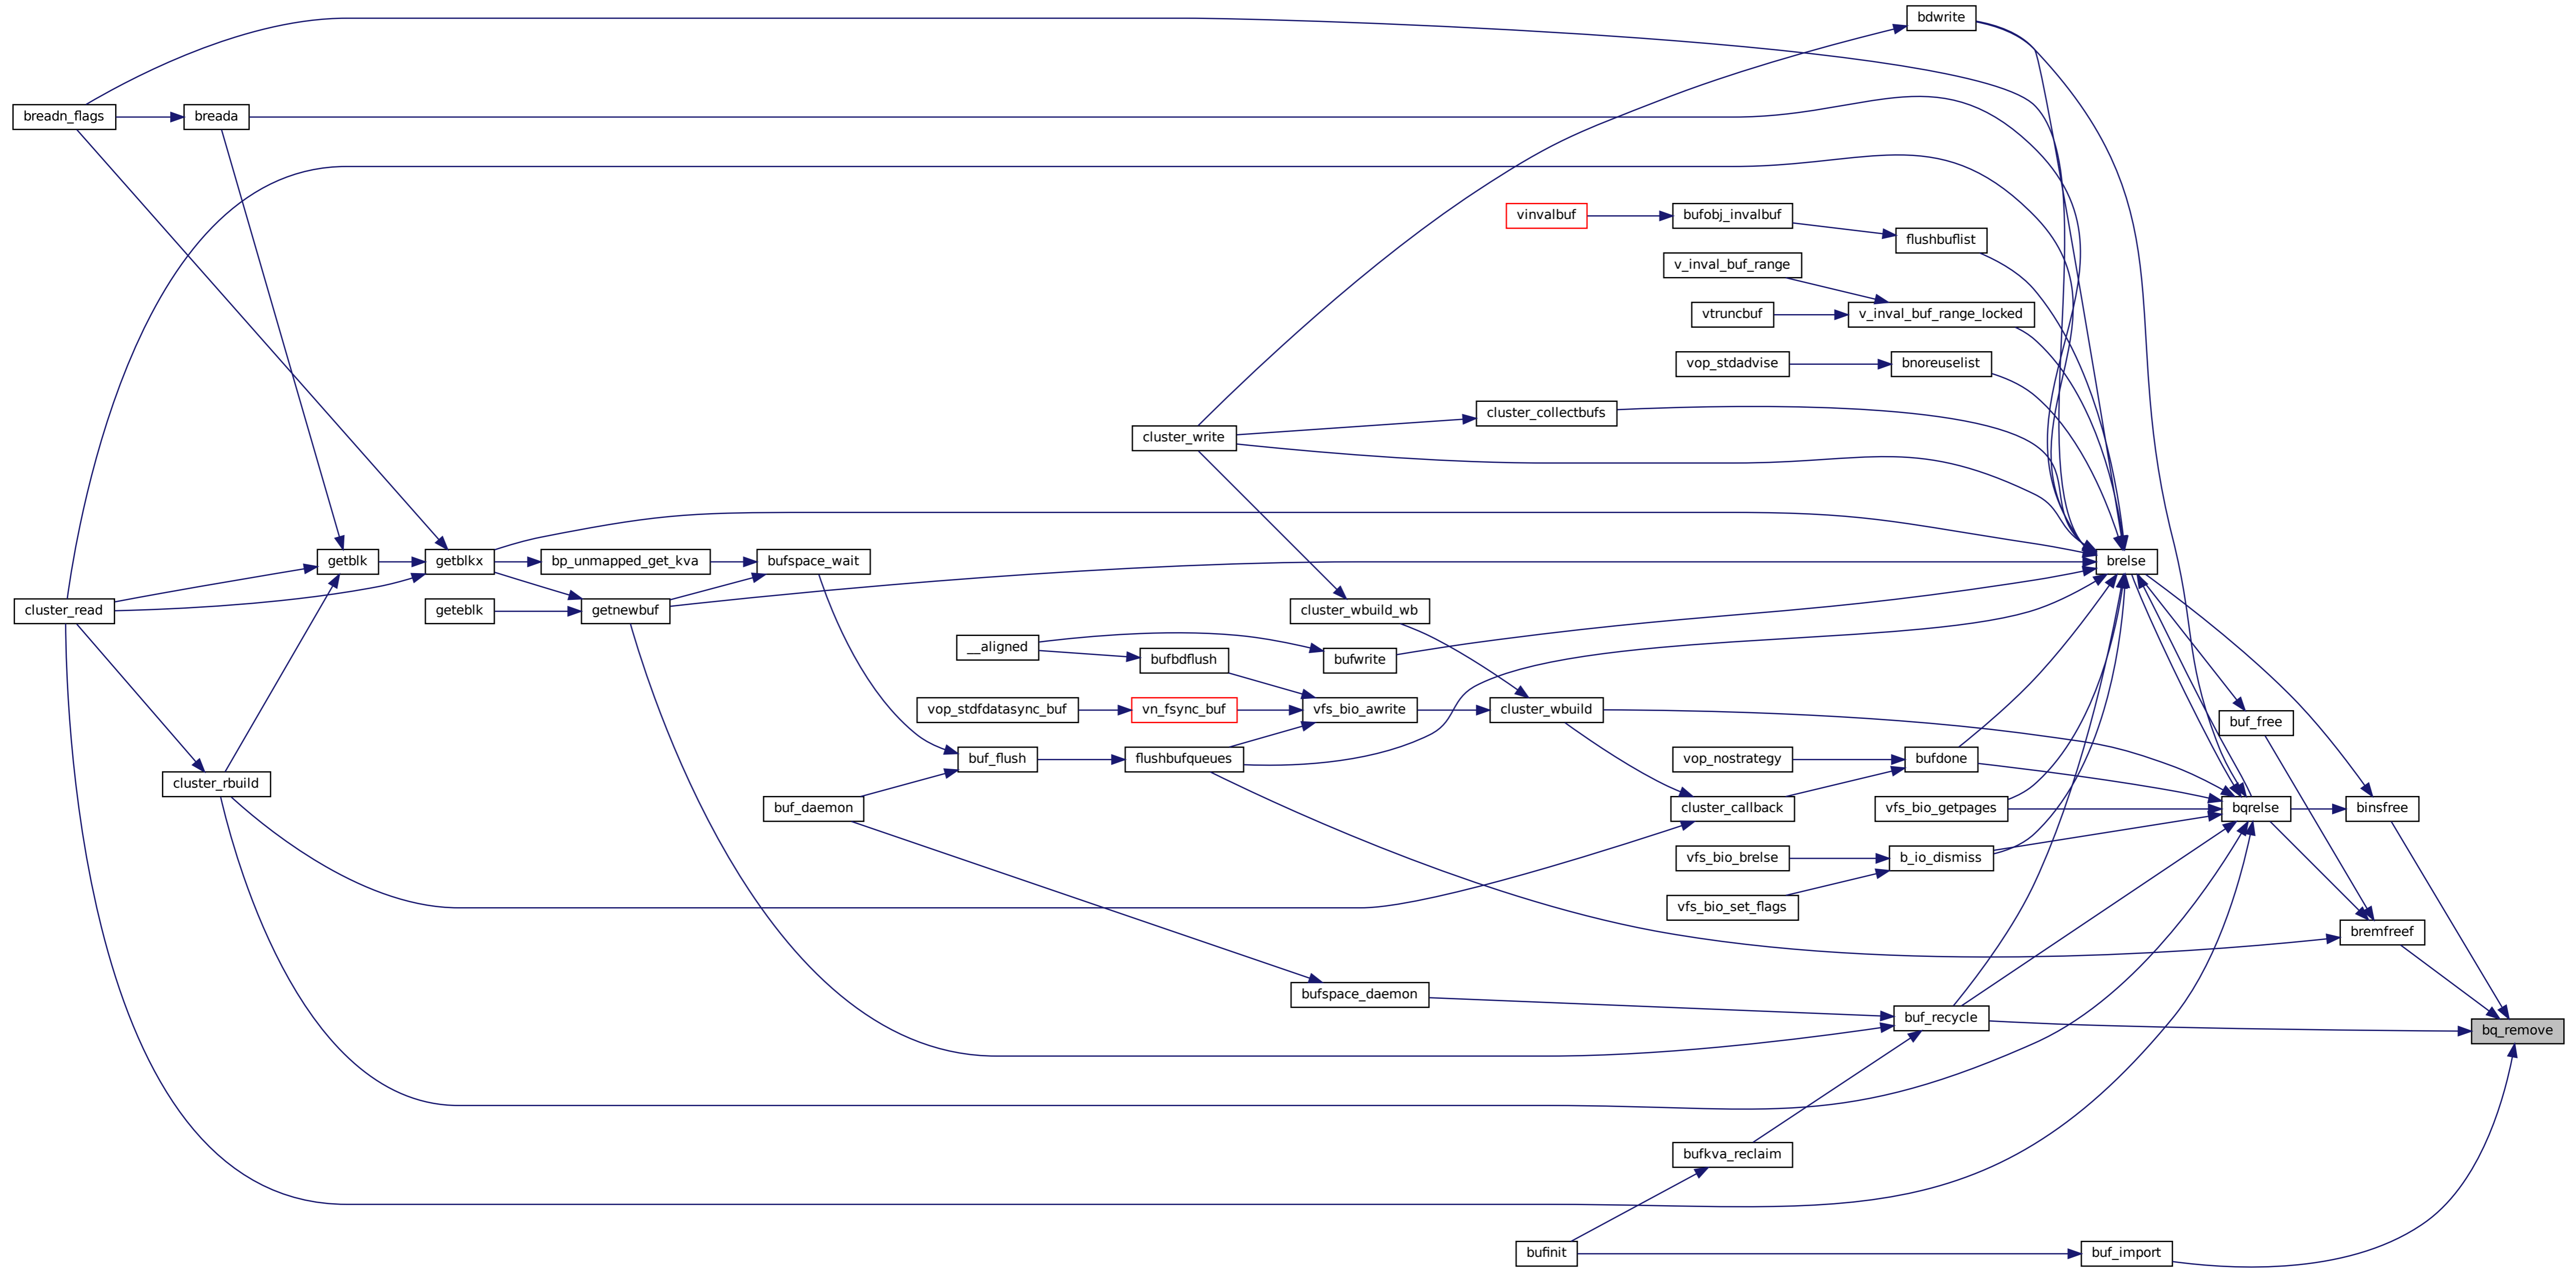 bdwrite
breadn_flags
breada
vinvalbuf
bufobj_invalbuf
flushbuflist
v_inval_buf_range
vtruncbuf
v_inval_buf_range_locked
vop_stdadvise
bnoreuselist
cluster_collectbufs
cluster_write
getblk
getblkx
bp_unmapped_get_kva
bufspace_wait
brelse
cluster_read
geteblk
getnewbuf
cluster_wbuild_wb
__aligned
bufbdflush
bufwrite
vop_stdfdatasync_buf
vn_fsync_buf
vfs_bio_awrite
cluster_wbuild
buf_free
buf_flush
flushbufqueues
vop_nostrategy
bufdone
cluster_rbuild
buf_daemon
cluster_callback
vfs_bio_getpages
bqrelse
binsfree
vfs_bio_brelse
b_io_dismiss
vfs_bio_set_flags
bremfreef
bufspace_daemon
buf_recycle
bq_remove
bufkva_reclaim
bufinit
buf_import